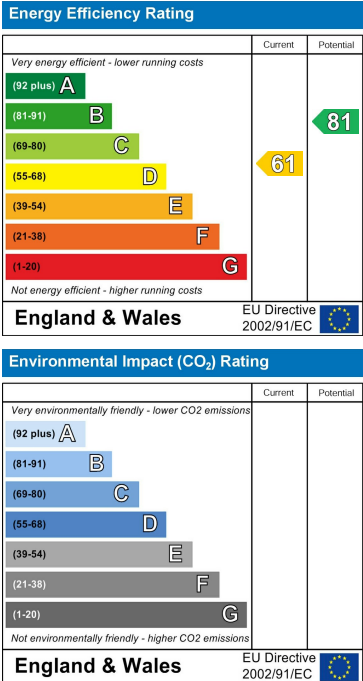 Energy Efficiency Rating
Current Potential
Very energy efficient - lower running costs
(92 plus) A
(81-91) B
(69-80) C
(55-68) D
(39-54) E
(21-38) F
(1-20) G
61
81
Not energy efficient - higher running costs
England & Wales
EU Directive
2002/91/EC
Environmental Impact (CO₂) Rating
Current Potential
Very environmentally friendly - lower CO2 emissions
(92 plus) A
(81-91) B
(69-80) C
(55-68) D
(39-54) E
(21-38) F
(1-20) G
Not environmentally friendly - higher CO2 emissions
England & Wales
EU Directive
2002/91/EC